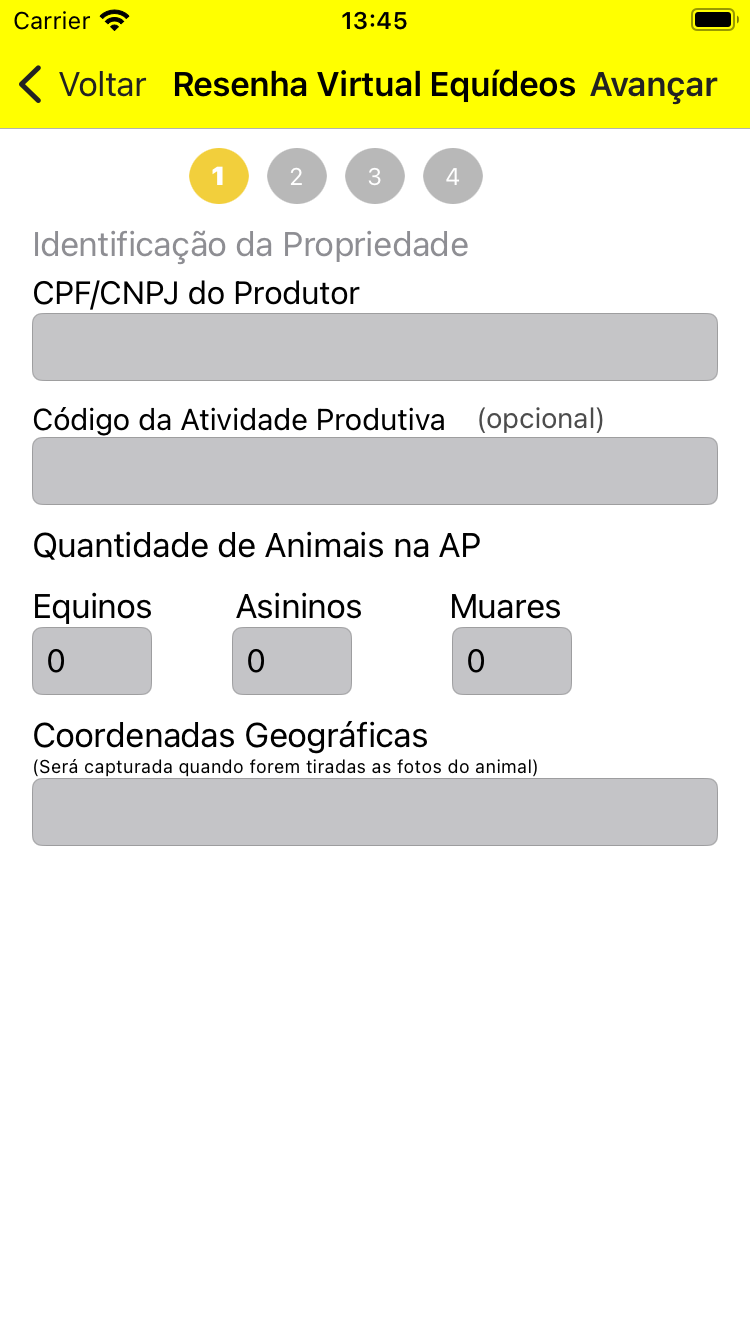 Carrier 13:45
Voltar Resenha Virtual Equídeos Avançar
1 2 3 4
Identificação da Propriedade
CPF/CNPJ do Produtor
Código da Atividade Produtiva (opcional)
Quantidade de Animais na AP
Equinos Asininos Muares
0 0 0
Coordenadas Geográficas
(Será capturada quando forem tiradas as fotos do animal)